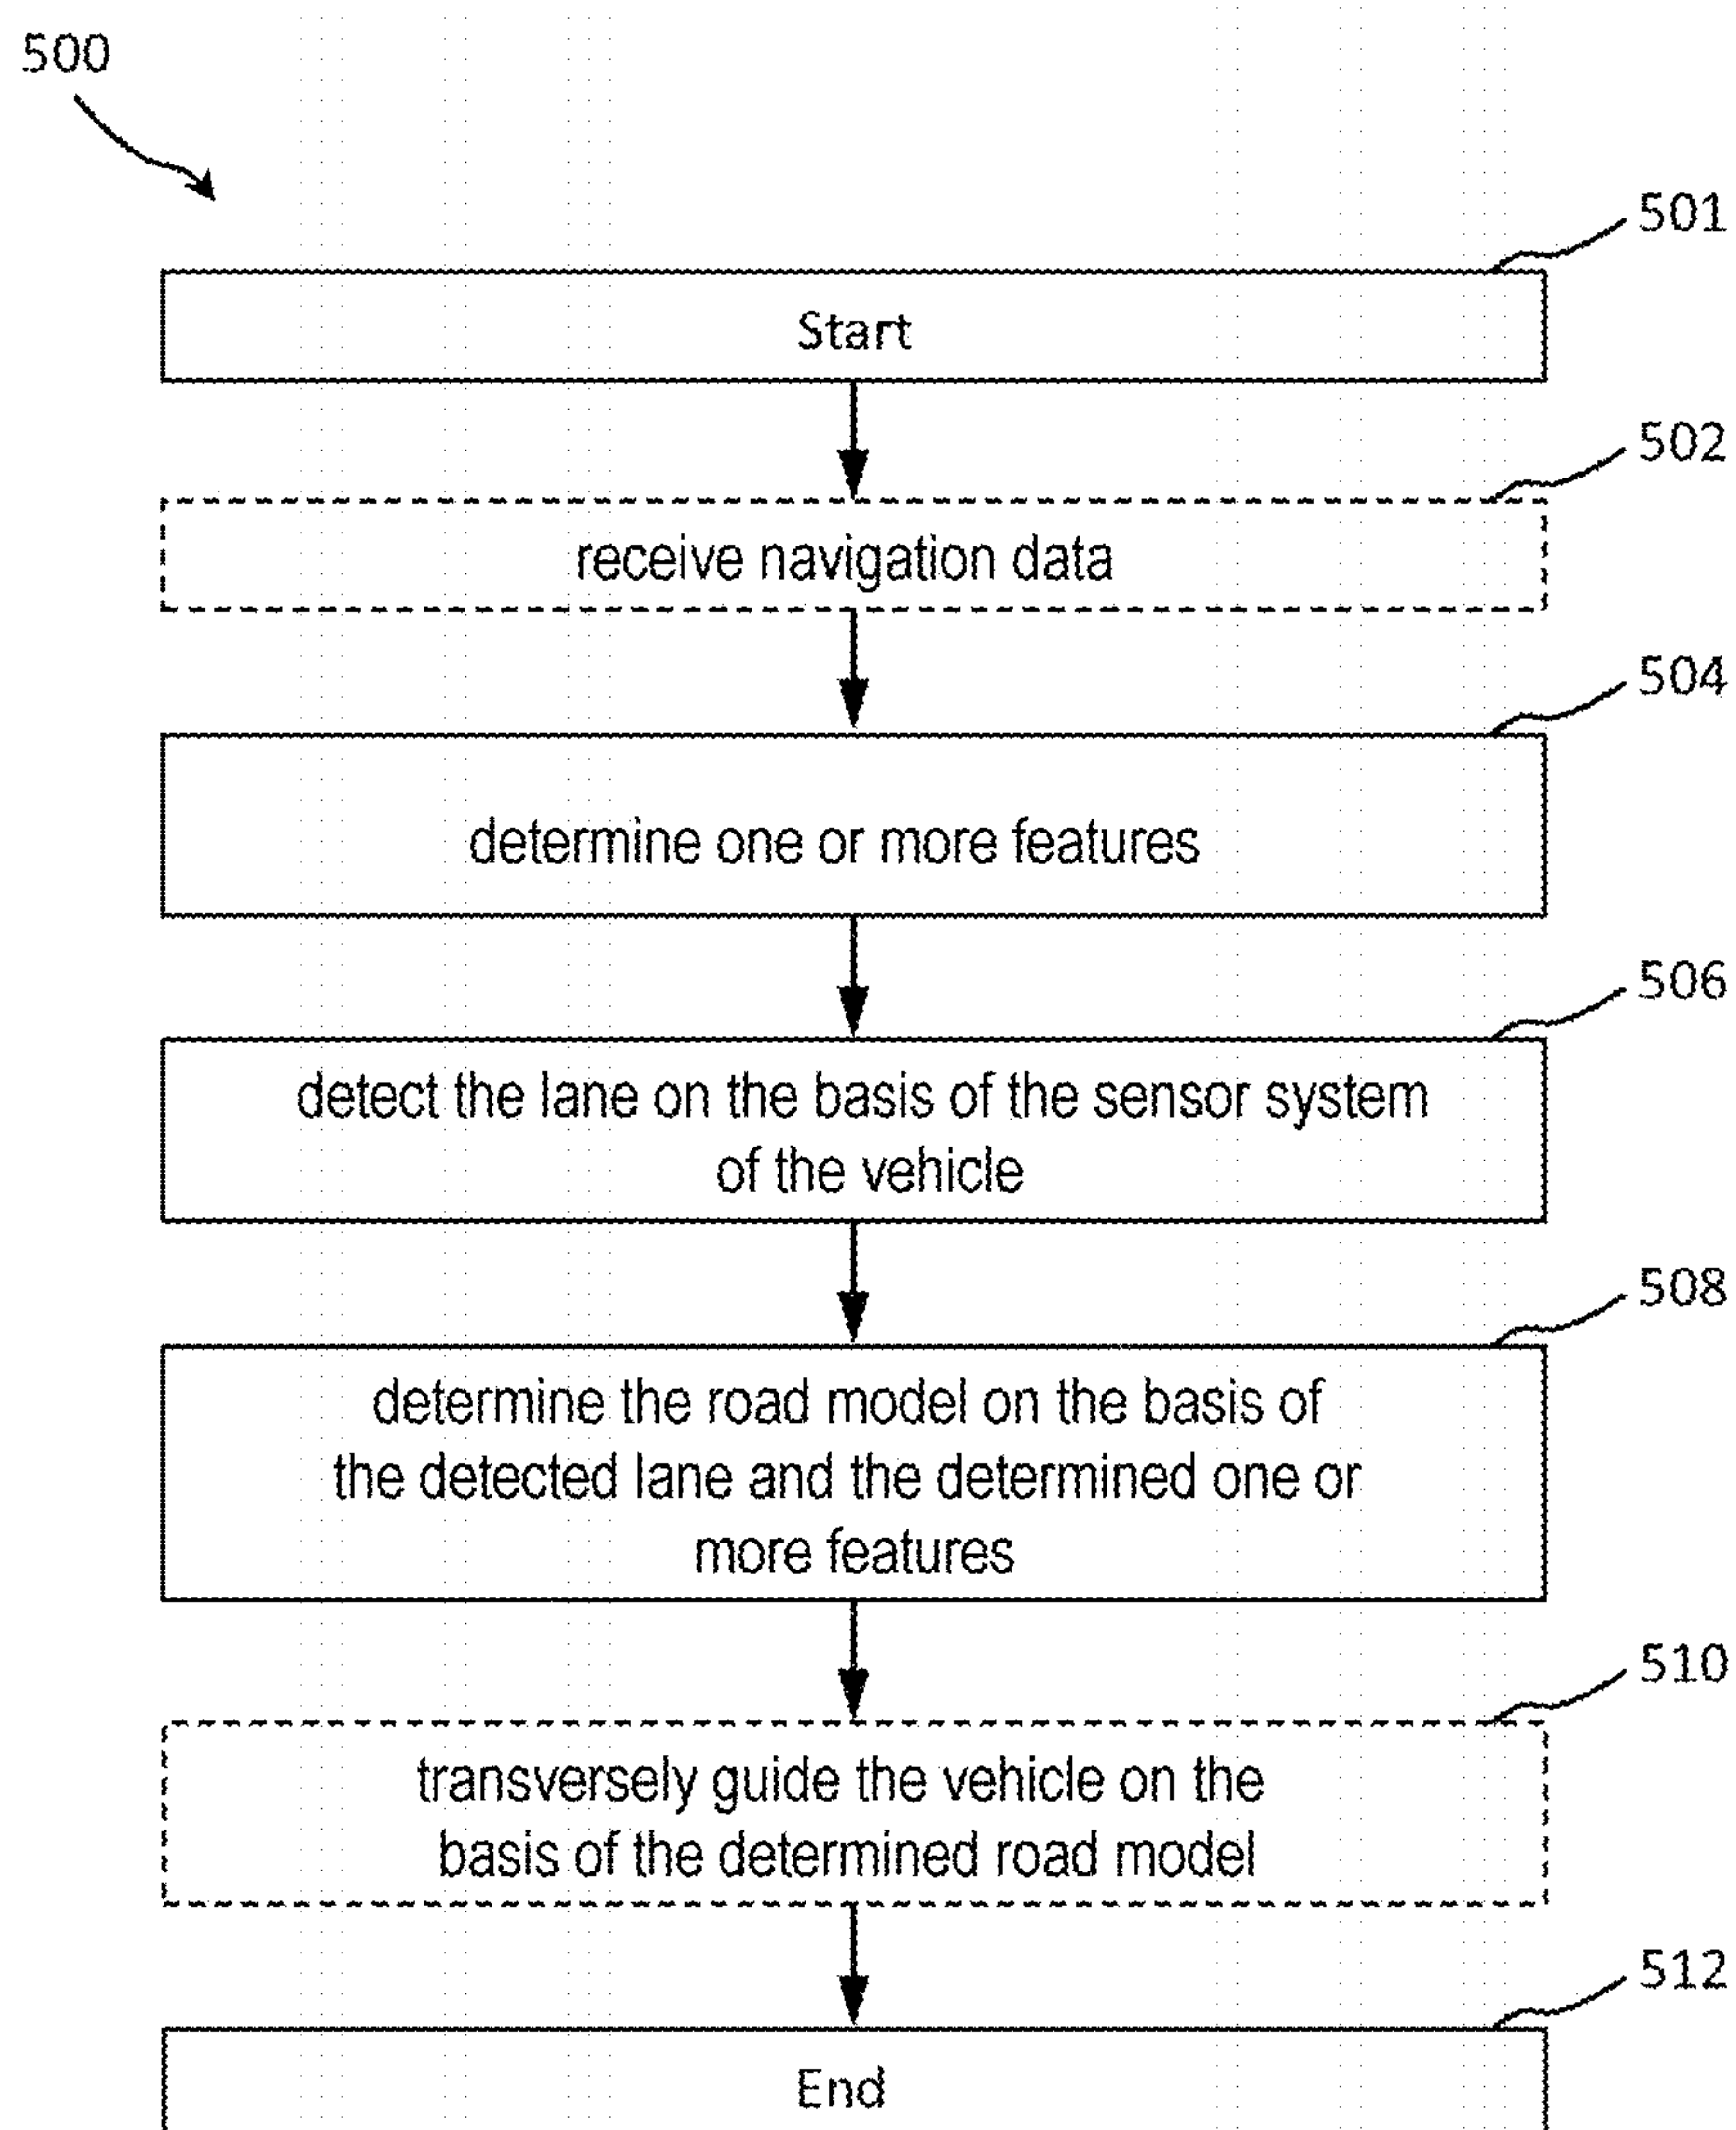 500
501
Start
502
receive navigation data
504
determine one or more features
506
detect the lane on the basis of the sensor system
of the vehicle
508
determine the road model on the basis of
the detected lane and the determined one or
more features
510
transversely guide the vehicle on the
basis of the determined road model
512
End